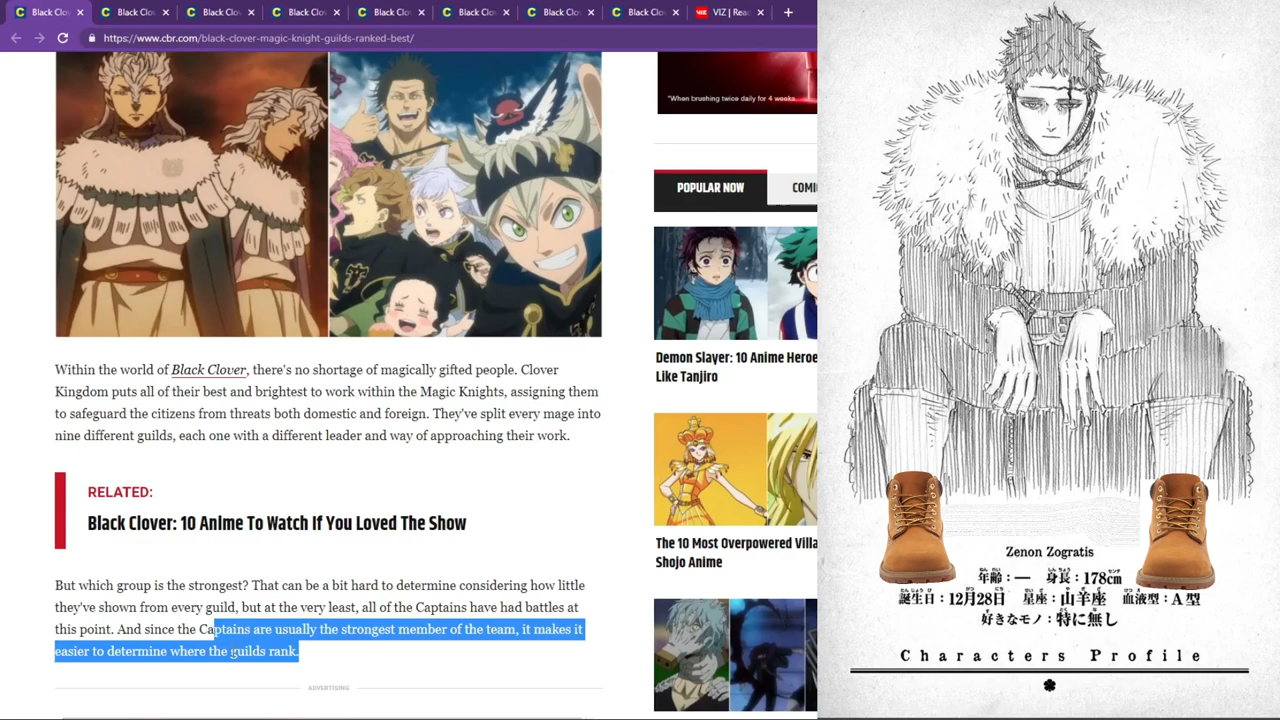 Black Clov
Black Clov
Black Clov
Black Clov
Black Clov
Black Clov
Black Clov
VIZ | Read
https://www.cbr.com/black-clover-magic-knight-guilds-ranked-best/
Within the world of Black Clover, there's no shortage of magically gifted people. Clover
Kingdom puts all of their best and brightest to work within the Magic Knights, assigning them
to safeguard the citizens from threats both domestic and foreign. They've split every mage into
nine different guilds, each one with a different leader and way of approaching their work.
RELATED:
Black Clover: 10 Anime To Watch If You Loved The Show
But which group is the strongest? That can be a bit hard to determine considering how little
they've shown from every guild, but at the very least, all of the Captains have had battles at
this point. And since the Captains are usually the strongest member of the team, it makes it
easier to determine where the guilds rank.
ADVERTISING
*When brushing twice daily for 4 weeks.
POPULAR NOW
COMI
Demon Slayer: 10 Anime Heroe
Like Tanjiro
The 10 Most Overpowered Villa
Shojo Anime
Zenon Zogratis
年齢：― 身長：178cm
誕生日：12月28日 星座：山羊座 血液型：A型
好きなモノ：特に無し
Characters Profile